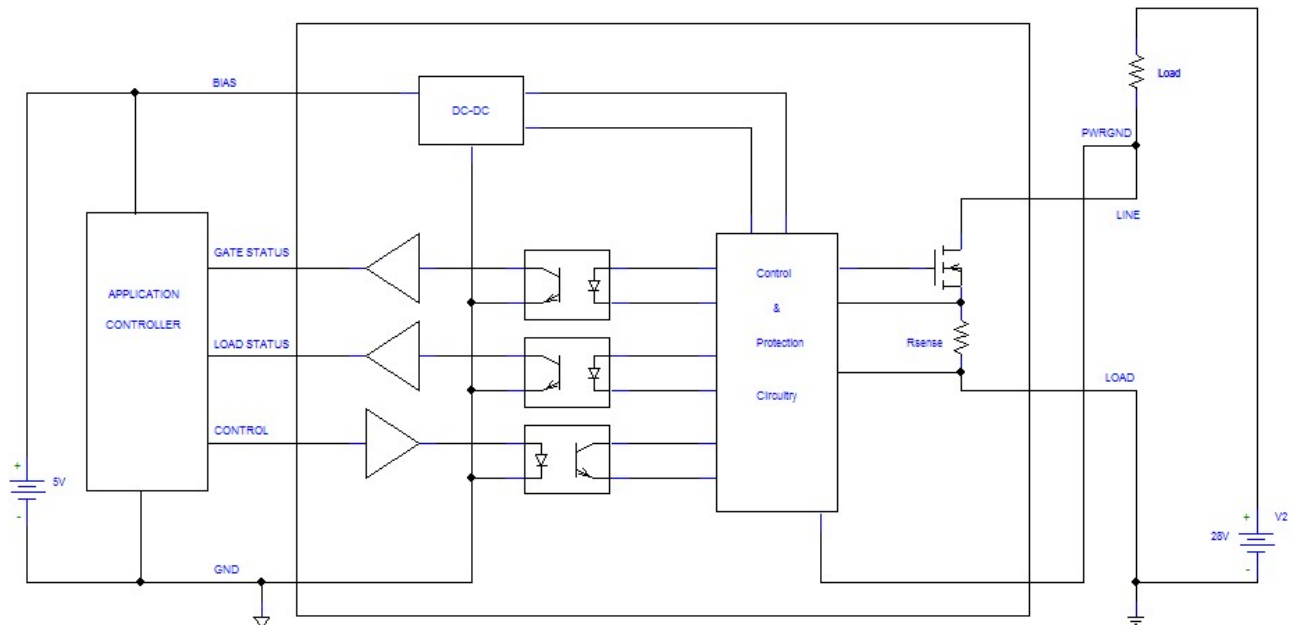 BIAS
DC-DC
Load
PWRGND
LINE
GATE STATUS
APPLICATION
CONTROLLER
Control
&
Protection
Circuitry
LOAD STATUS
Rsense
LOAD
CONTROL
+
5V
-
+
V2
28V
-
GND